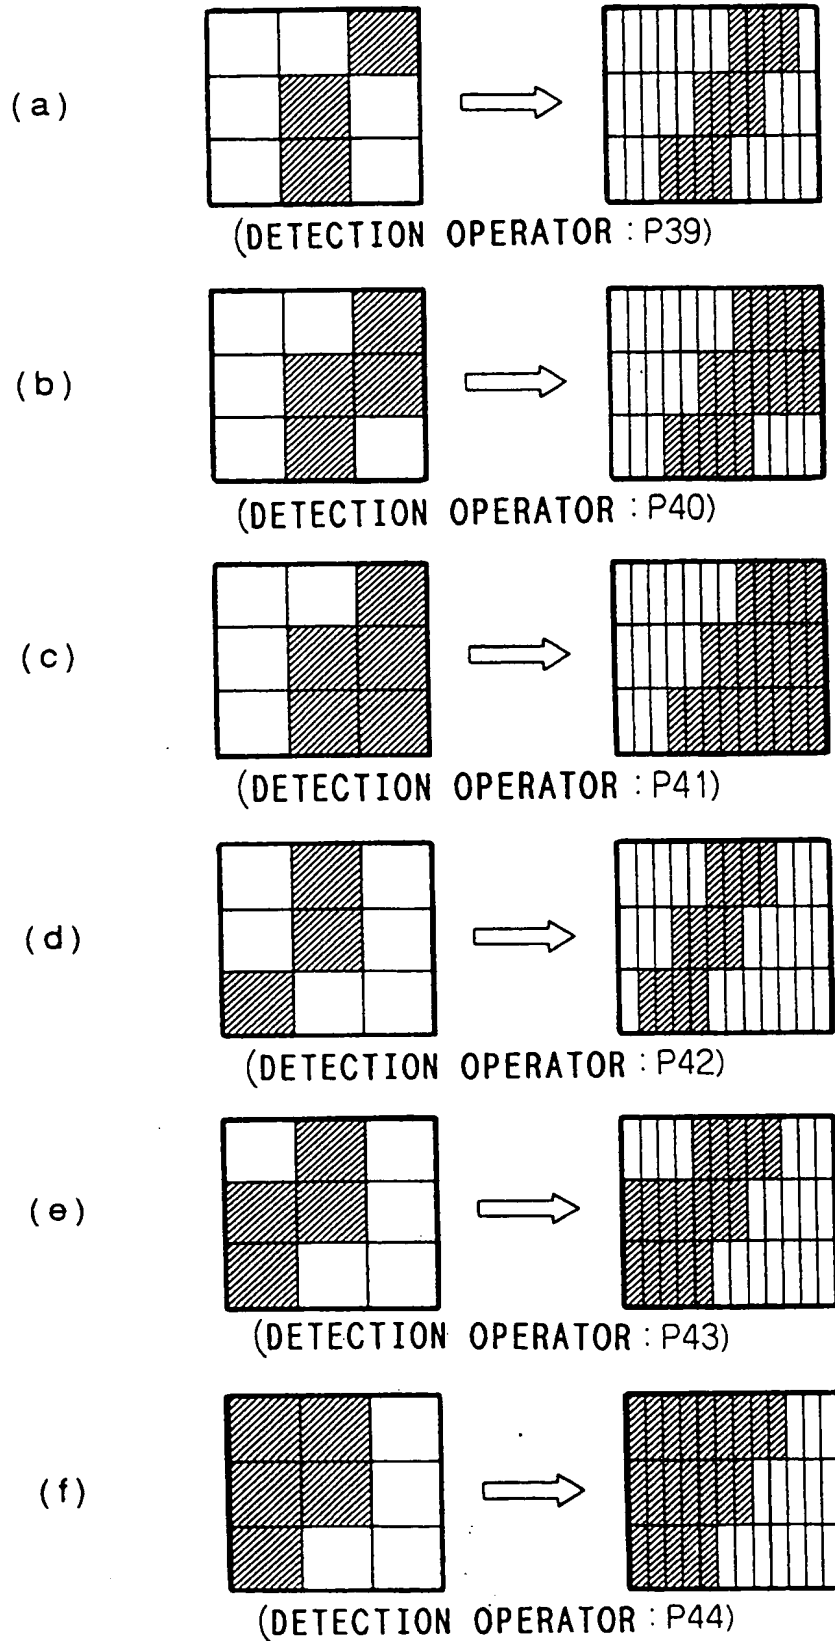 (a)
(DETECTION OPERATOR : P39)
(b)
(DETECTION OPERATOR : P40)
(c)
(DETECTION OPERATOR : P41)
(d)
(DETECTION OPERATOR : P42)
(e)
(DETECTION OPERATOR : P43)
(f)
(DETECTION OPERATOR : P44)